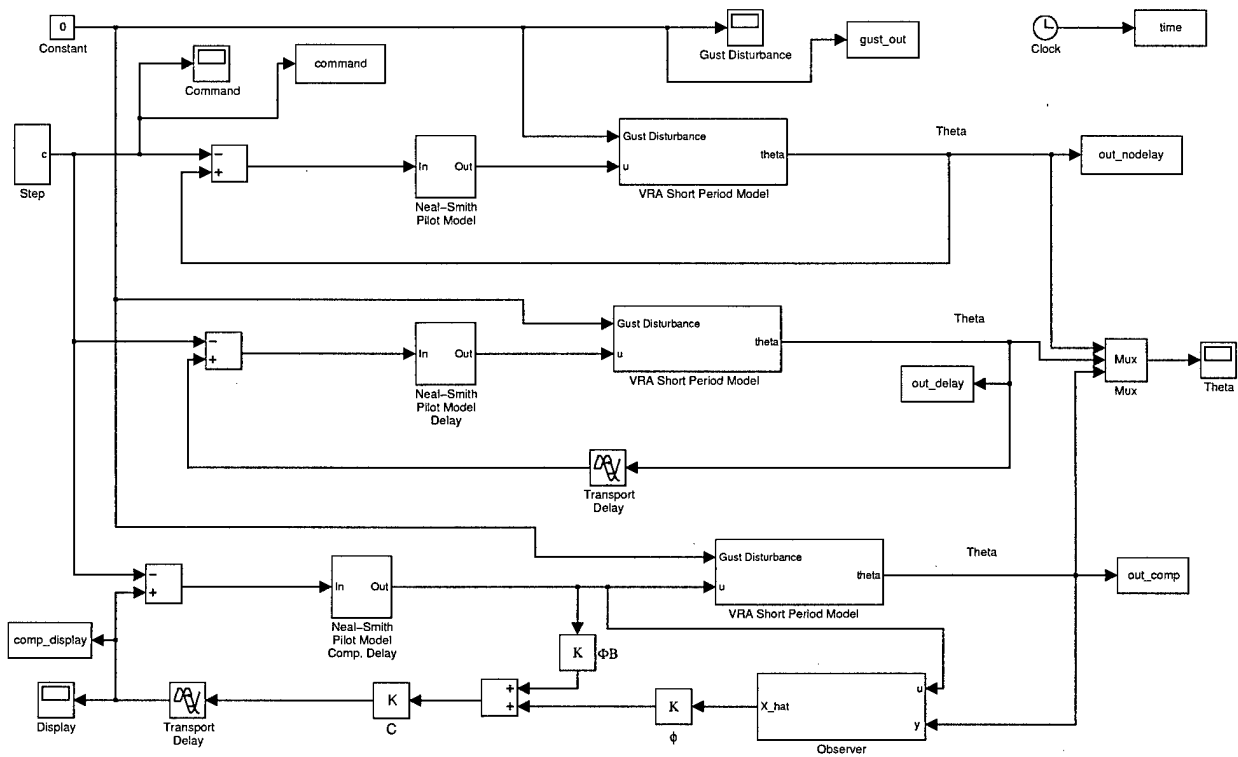 0
Constant
Gust Disturbance
gust_out
Clock
time
Command
command
c
Step
−
+
In Out
Neal−Smith
Pilot Model
Gust Disturbance
u
theta
VRA Short Period Model
Theta
out_nodelay
−
+
In Out
Neal−Smith
Pilot Model
Delay
Gust Disturbance
u
theta
VRA Short Period Model
Theta
out_delay
Mux
Mux
Theta
Transport
Delay
−
+
In Out
Neal−Smith
Pilot Model
Comp. Delay
Gust Disturbance
u
theta
VRA Short Period Model
Theta
out_comp
comp_display
K
ΦB
Display
Transport
Delay
K
C
+
+
K
ϕ
X_hat
u
y
Observer